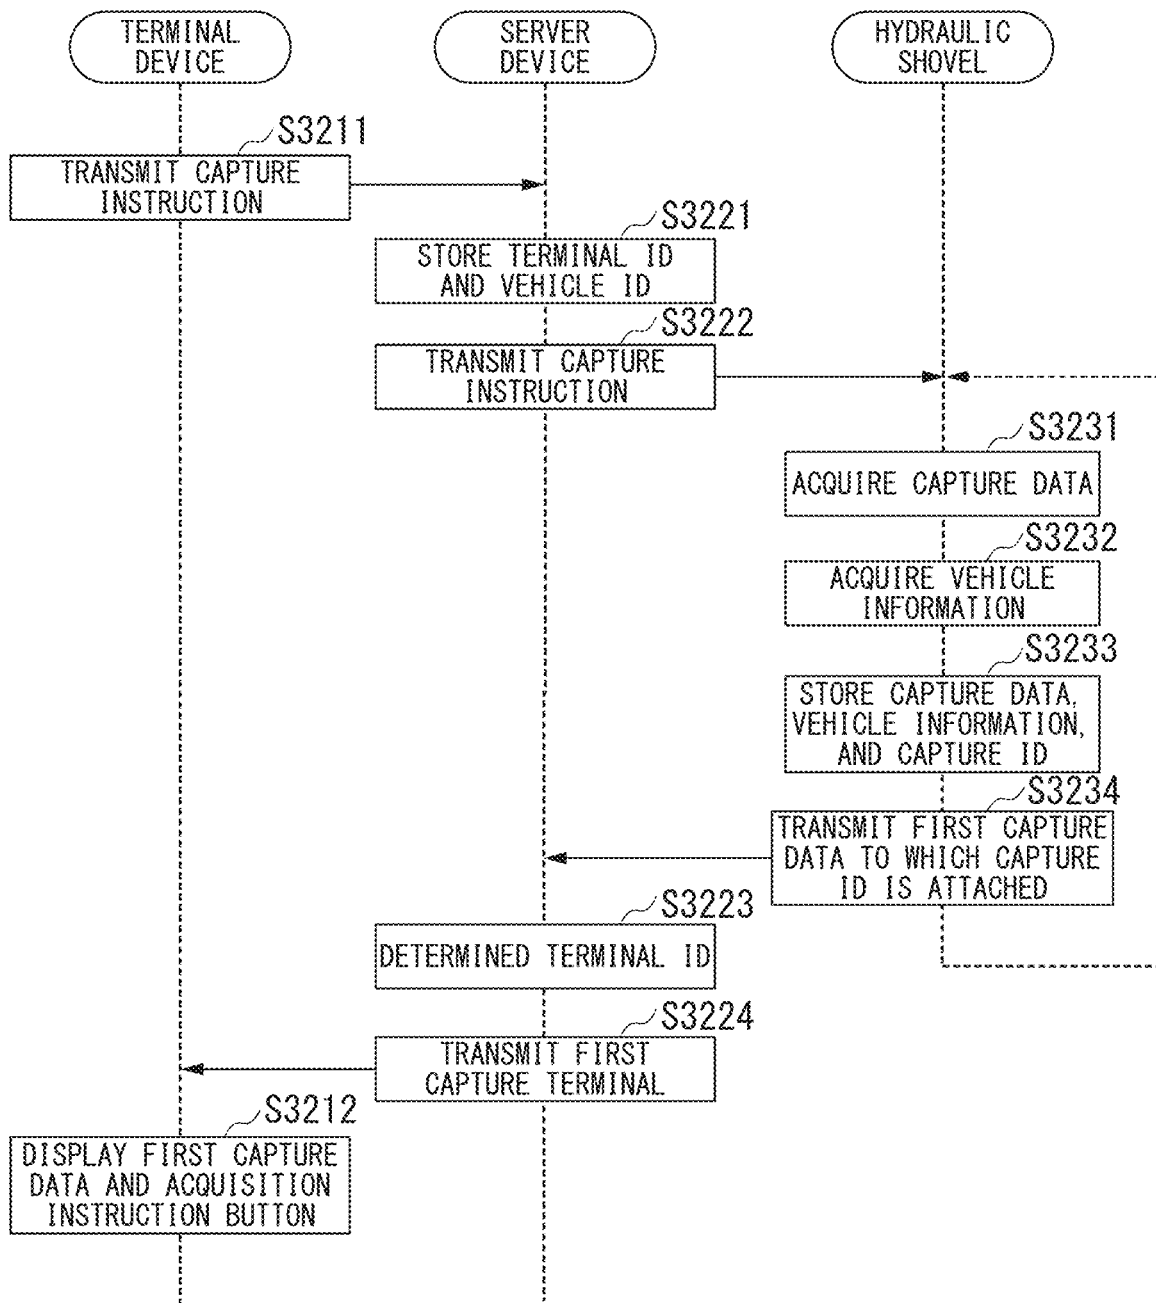 TERMINAL
DEVICE
SERVER
DEVICE
HYDRAULIC
SHOVEL
S3211
TRANSMIT CAPTURE
INSTRUCTION
S3221
STORE TERMINAL ID
AND VEHICLE ID
S3222
TRANSMIT CAPTURE
INSTRUCTION
S3231
ACQUIRE CAPTURE DATA
S3232
ACQUIRE VEHICLE
INFORMATION
S3233
STORE CAPTURE DATA,
VEHICLE INFORMATION,
AND CAPTURE ID
S3234
TRANSMIT FIRST CAPTURE
DATA TO WHICH CAPTURE
ID IS ATTACHED
S3223
DETERMINED TERMINAL ID
S3224
TRANSMIT FIRST
CAPTURE TERMINAL
S3212
DISPLAY FIRST CAPTURE
DATA AND ACQUISITION
INSTRUCTION BUTTON